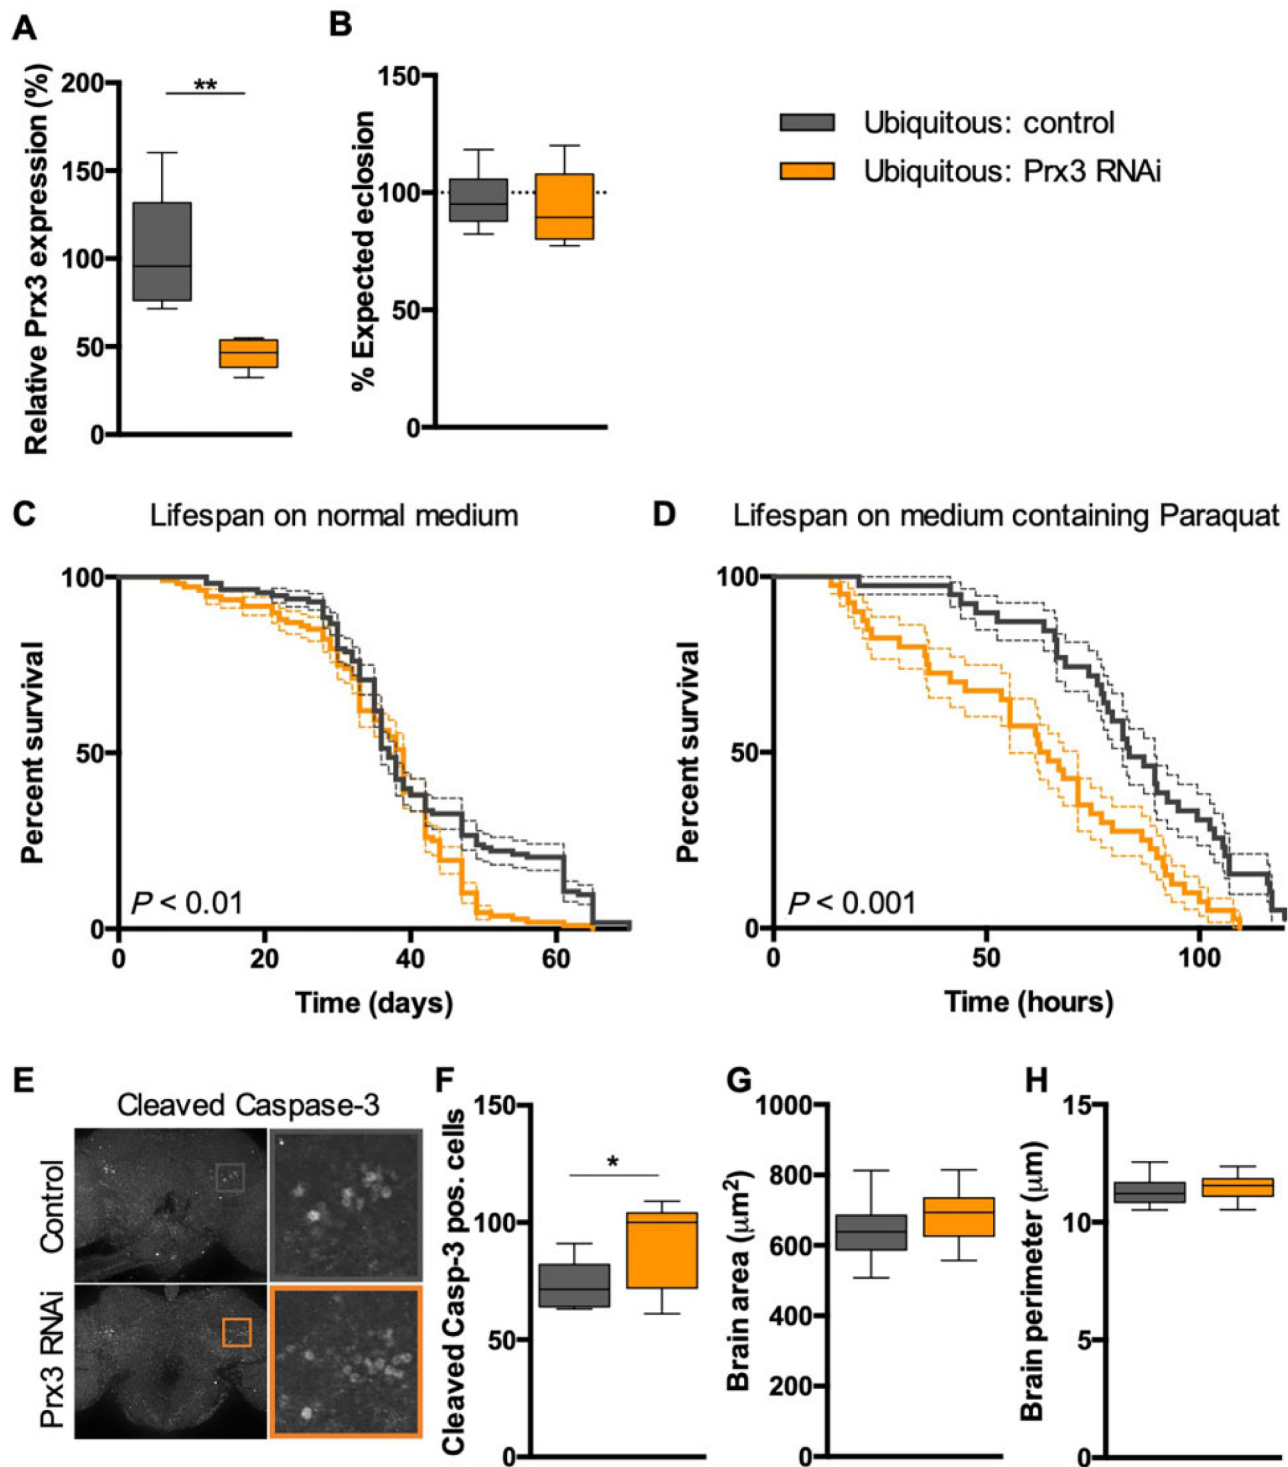 A
B
Relative Prx3 expression (%)
200
150
100
50
0
**
% Expected eclosion
150
100
50
0
Ubiquitous: control
Ubiquitous: Prx3 RNAi
C
Lifespan on normal medium
Percent survival
100
50
0
P < 0.01
0 20 40 60
Time (days)
D
Lifespan on medium containing Paraquat
Percent survival
100
50
0
P < 0.001
0 50 100
Time (hours)
E
Cleaved Caspase-3
Control
Prx3 RNAi
F
Cleaved Casp-3 pos. cells
150
100
50
0
*
G
Brain area (μm²)
1000
800
600
400
200
0
H
Brain perimeter (μm)
15
10
5
0